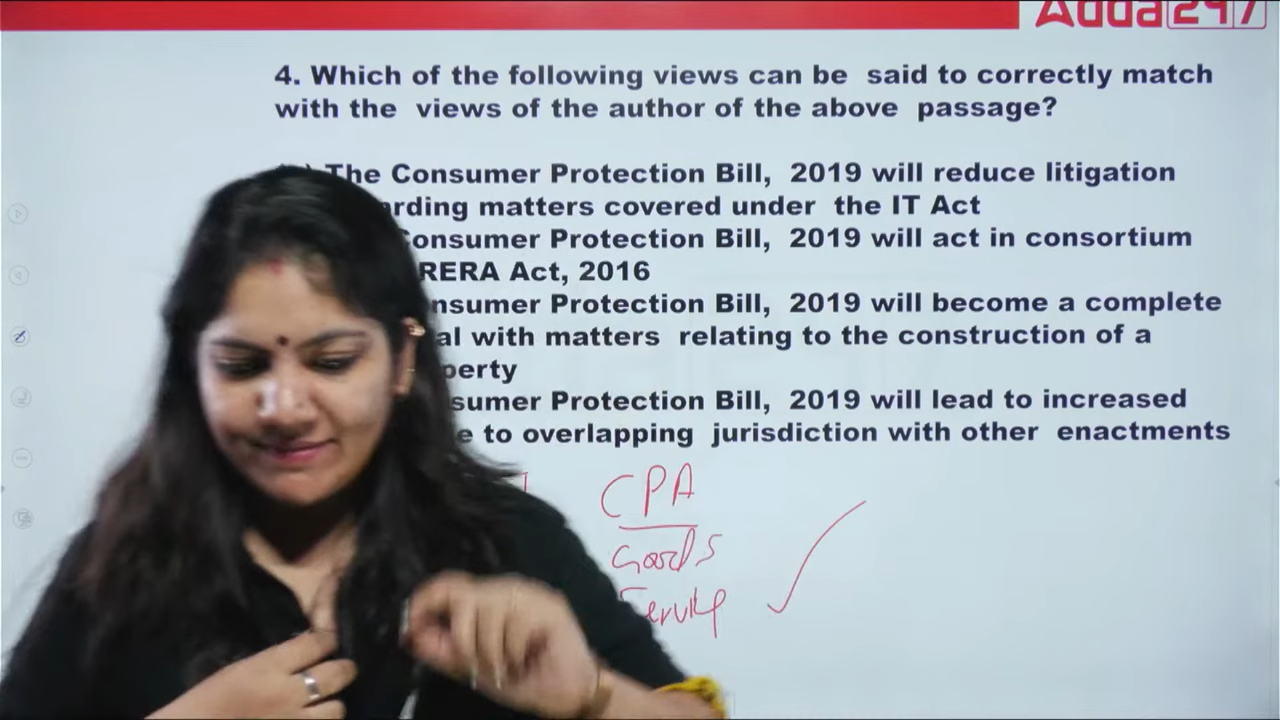 Adda247
4. Which of the following views can be said to correctly match
with the views of the author of the above passage?
The Consumer Protection Bill, 2019 will reduce litigation
arding matters covered under the IT Act
onsumer Protection Bill, 2019 will act in consortium
RERA Act, 2016
nsumer Protection Bill, 2019 will become a complete
al with matters relating to the construction of a
perty
sumer Protection Bill, 2019 will lead to increased
e to overlapping jurisdiction with other enactments
CPA
Goods
Service